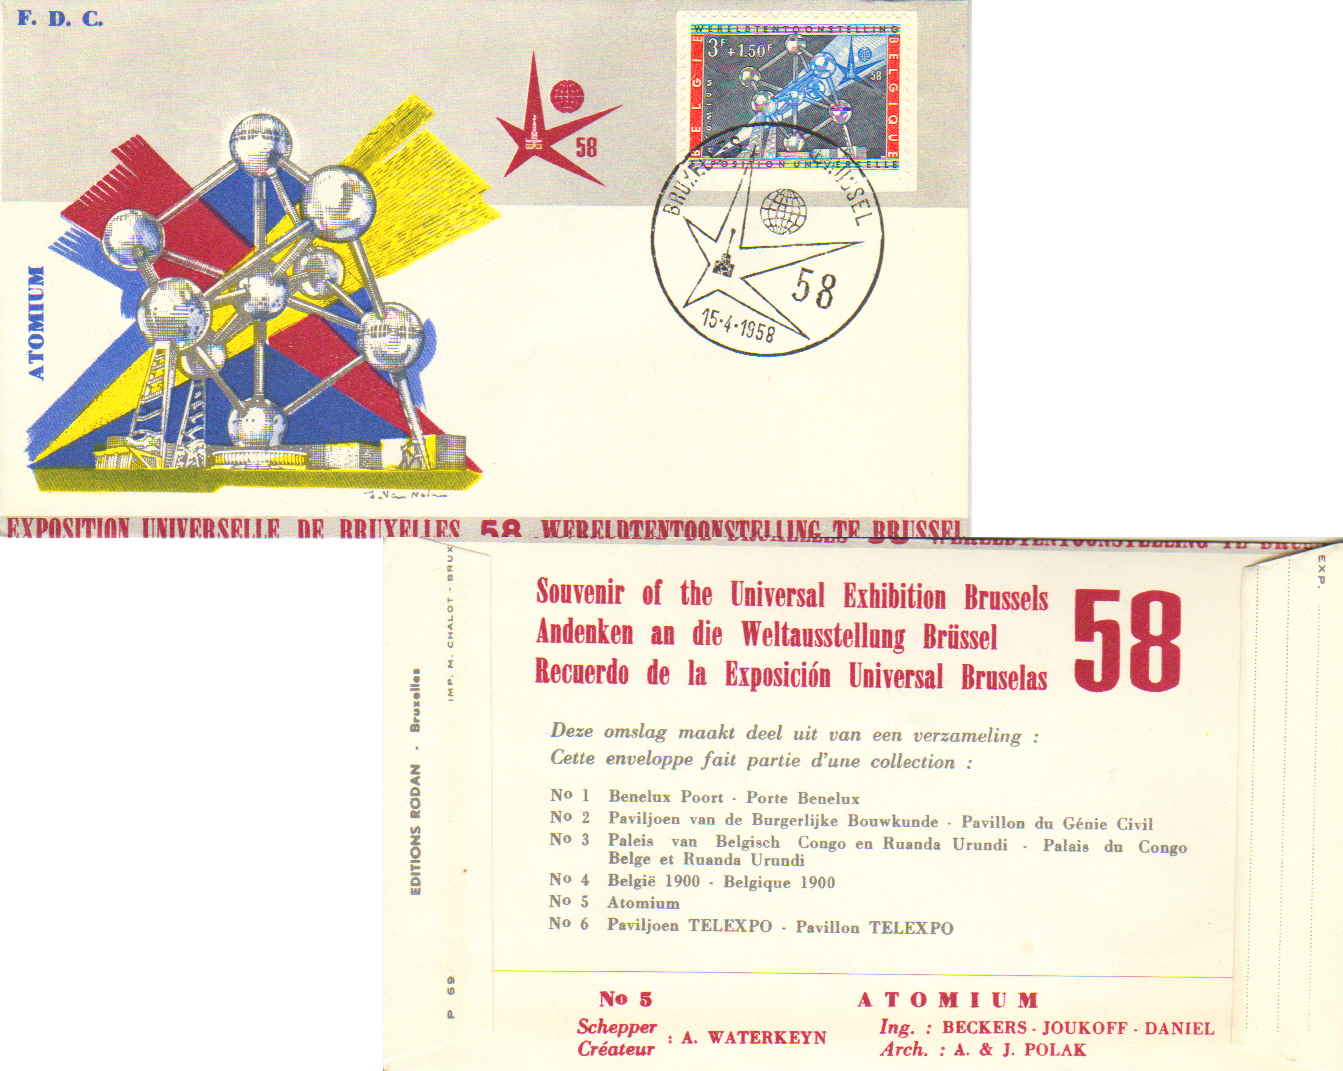 F. D. C.
58
WERELDTENTOONSTELLING
3F +1.50F
BELGIE
BELGIQUE
58
EXPOSITION UNIVERSELLE
BRUXELLES BRUSSEL
58
15-4-1958
ATOMIUM
EXPOSITION UNIVERSELLE DE BRUXELLES 58 WERELDTENTOONSTELLING TE BRUSSEL
58 WERELDTENTOONSTELLING TE
EXP.
IMP. M. CHALOT - BRUX
EDITIONS RODAN - Bruxelles
P 69
Souvenir of the Universal Exhibition Brussels
Andenken an die Weltausstellung Brüssel
Recuerdo de la Exposición Universal Bruselas
58
Deze omslag maakt deel uit van een verzameling :
Cette enveloppe fait partie d'une collection :
No 1 Benelux Poort - Porte Benelux
No 2 Paviljoen van de Burgerlijke Bouwkunde - Pavillon du Génie Civil
No 3 Paleis van Belgisch Congo en Ruanda Urundi - Palais du Congo
Belge et Ruanda Urundi
No 4 België 1900 - Belgique 1900
No 5 Atomium
No 6 Paviljoen TELEXPO - Pavillon TELEXPO
No 5 ATOMIUM
Schepper
Créateur : A. WATERKEYN
Ing. : BECKERS - JOUKOFF - DANIEL
Arch. : A. & J. POLAK